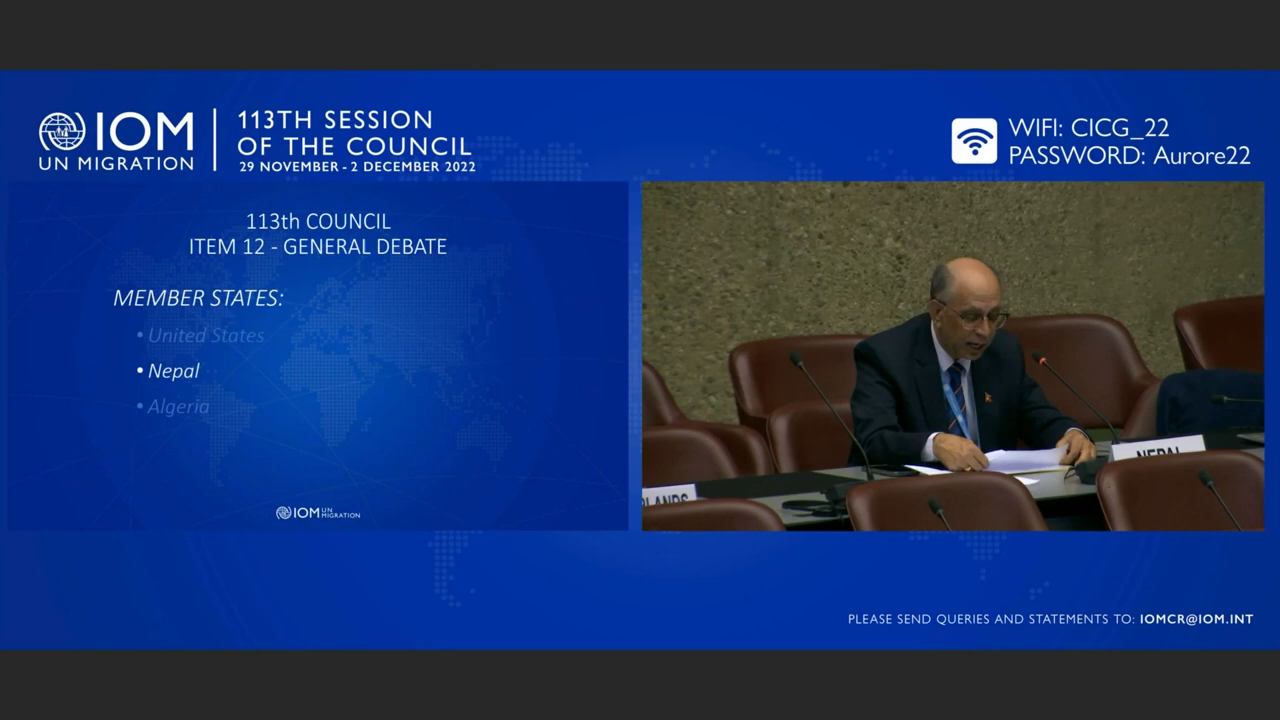 IOM
UN MIGRATION
113TH SESSION
OF THE COUNCIL
29 NOVEMBER - 2 DECEMBER 2022
WIFI: CICG_22
PASSWORD: Aurore22
113th COUNCIL
ITEM 12 - GENERAL DEBATE
MEMBER STATES:
• United States
• Nepal
• Algeria
IOM UN
MIGRATION
NEPAL
LANDS
PLEASE SEND QUERIES AND STATEMENTS TO: IOMCR@IOM.INT